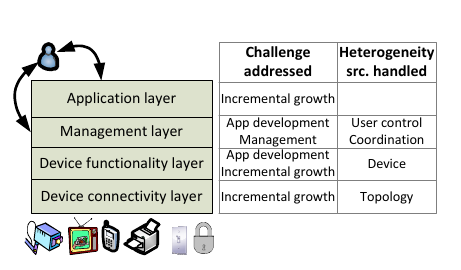 Challenge addressed
Heterogeneity src. handled
Application layer
Incremental growth
Management layer
App development
Management
User control
Coordination
Device functionality layer
App development
Incremental growth
Device
Device connectivity layer
Incremental growth
Topology